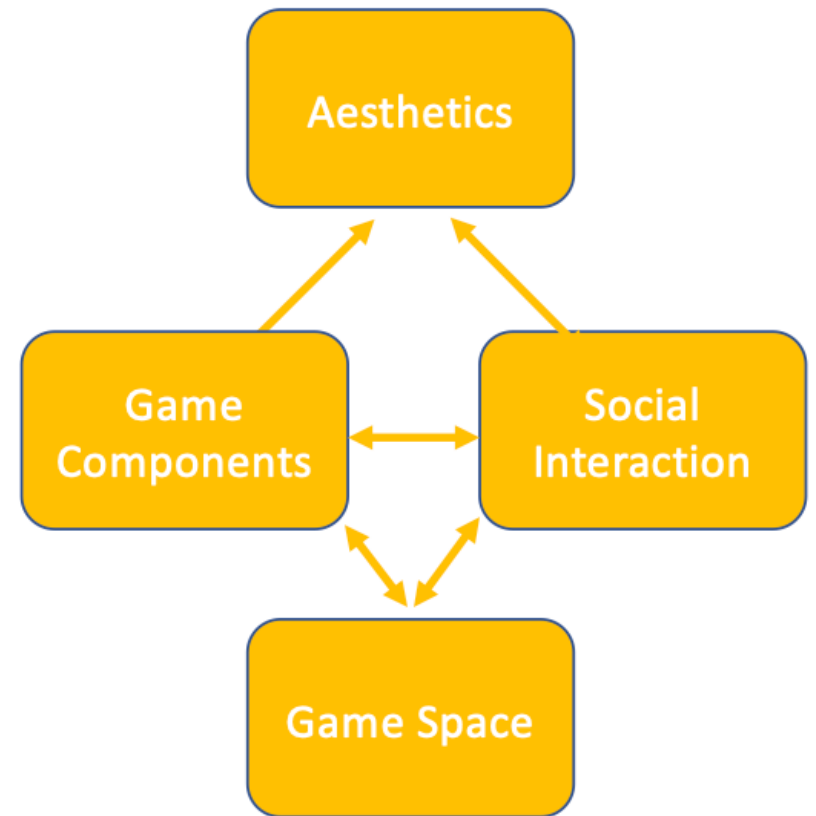 Aesthetics
Game
Components
Social
Interaction
Game Space